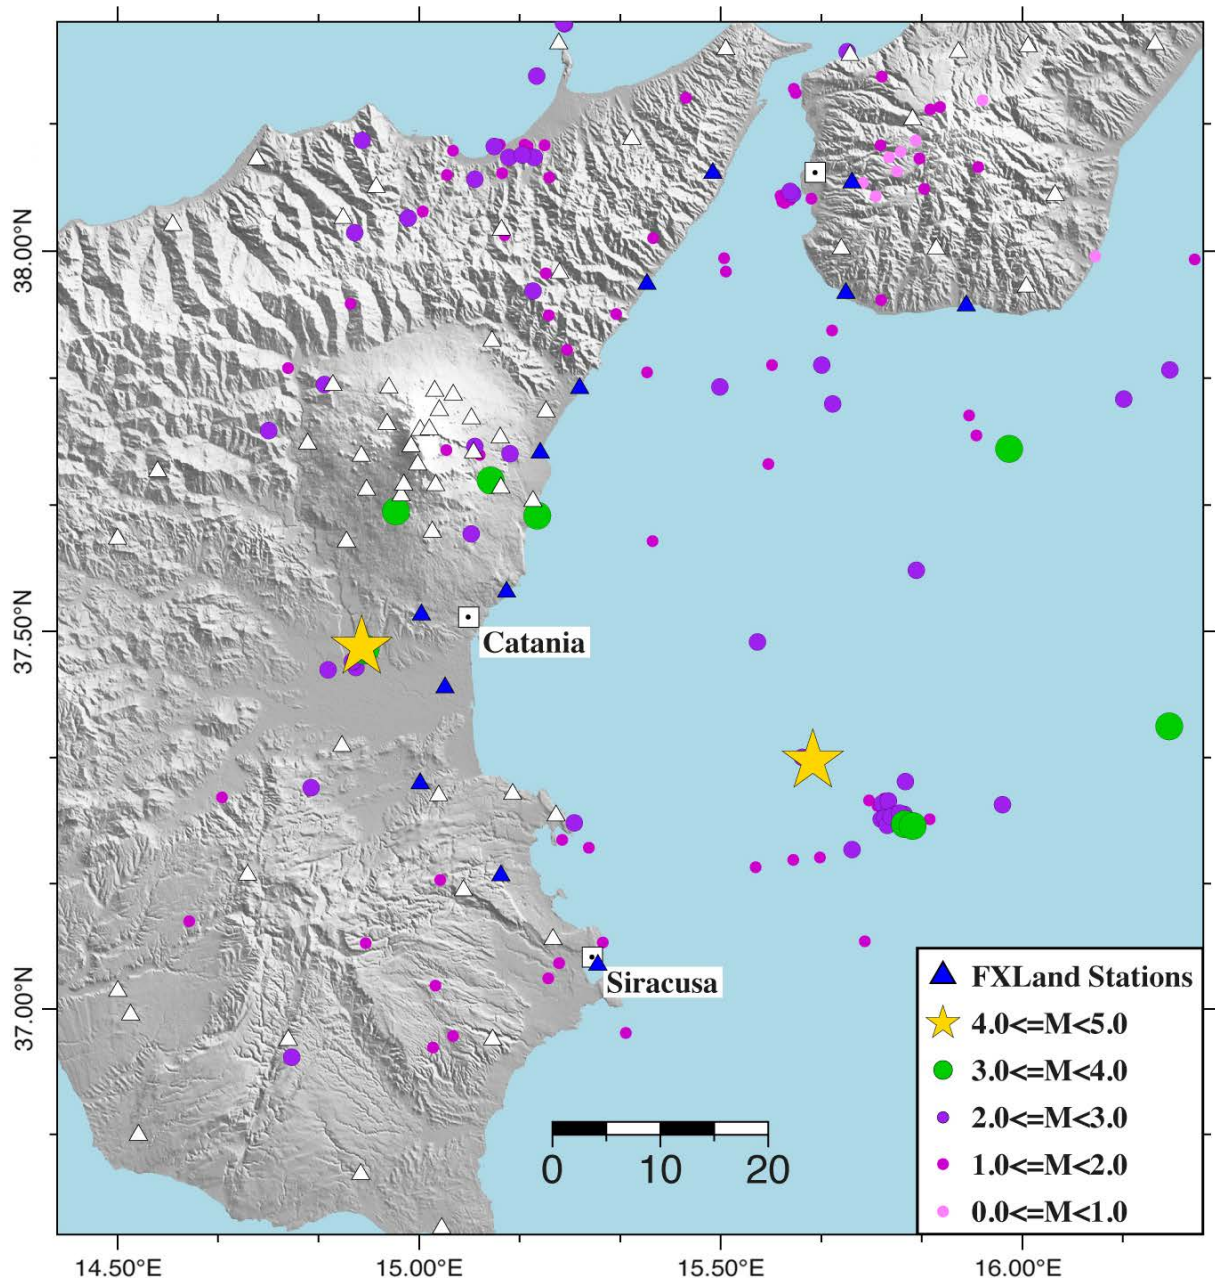 38.00°N
37.50°N
Catania
37.00°N
Siracusa
FXLand Stations
4.0<=M<5.0
3.0<=M<4.0
2.0<=M<3.0
1.0<=M<2.0
0.0<=M<1.0
0 10 20
14.50°E 15.00°E 15.50°E 16.00°E